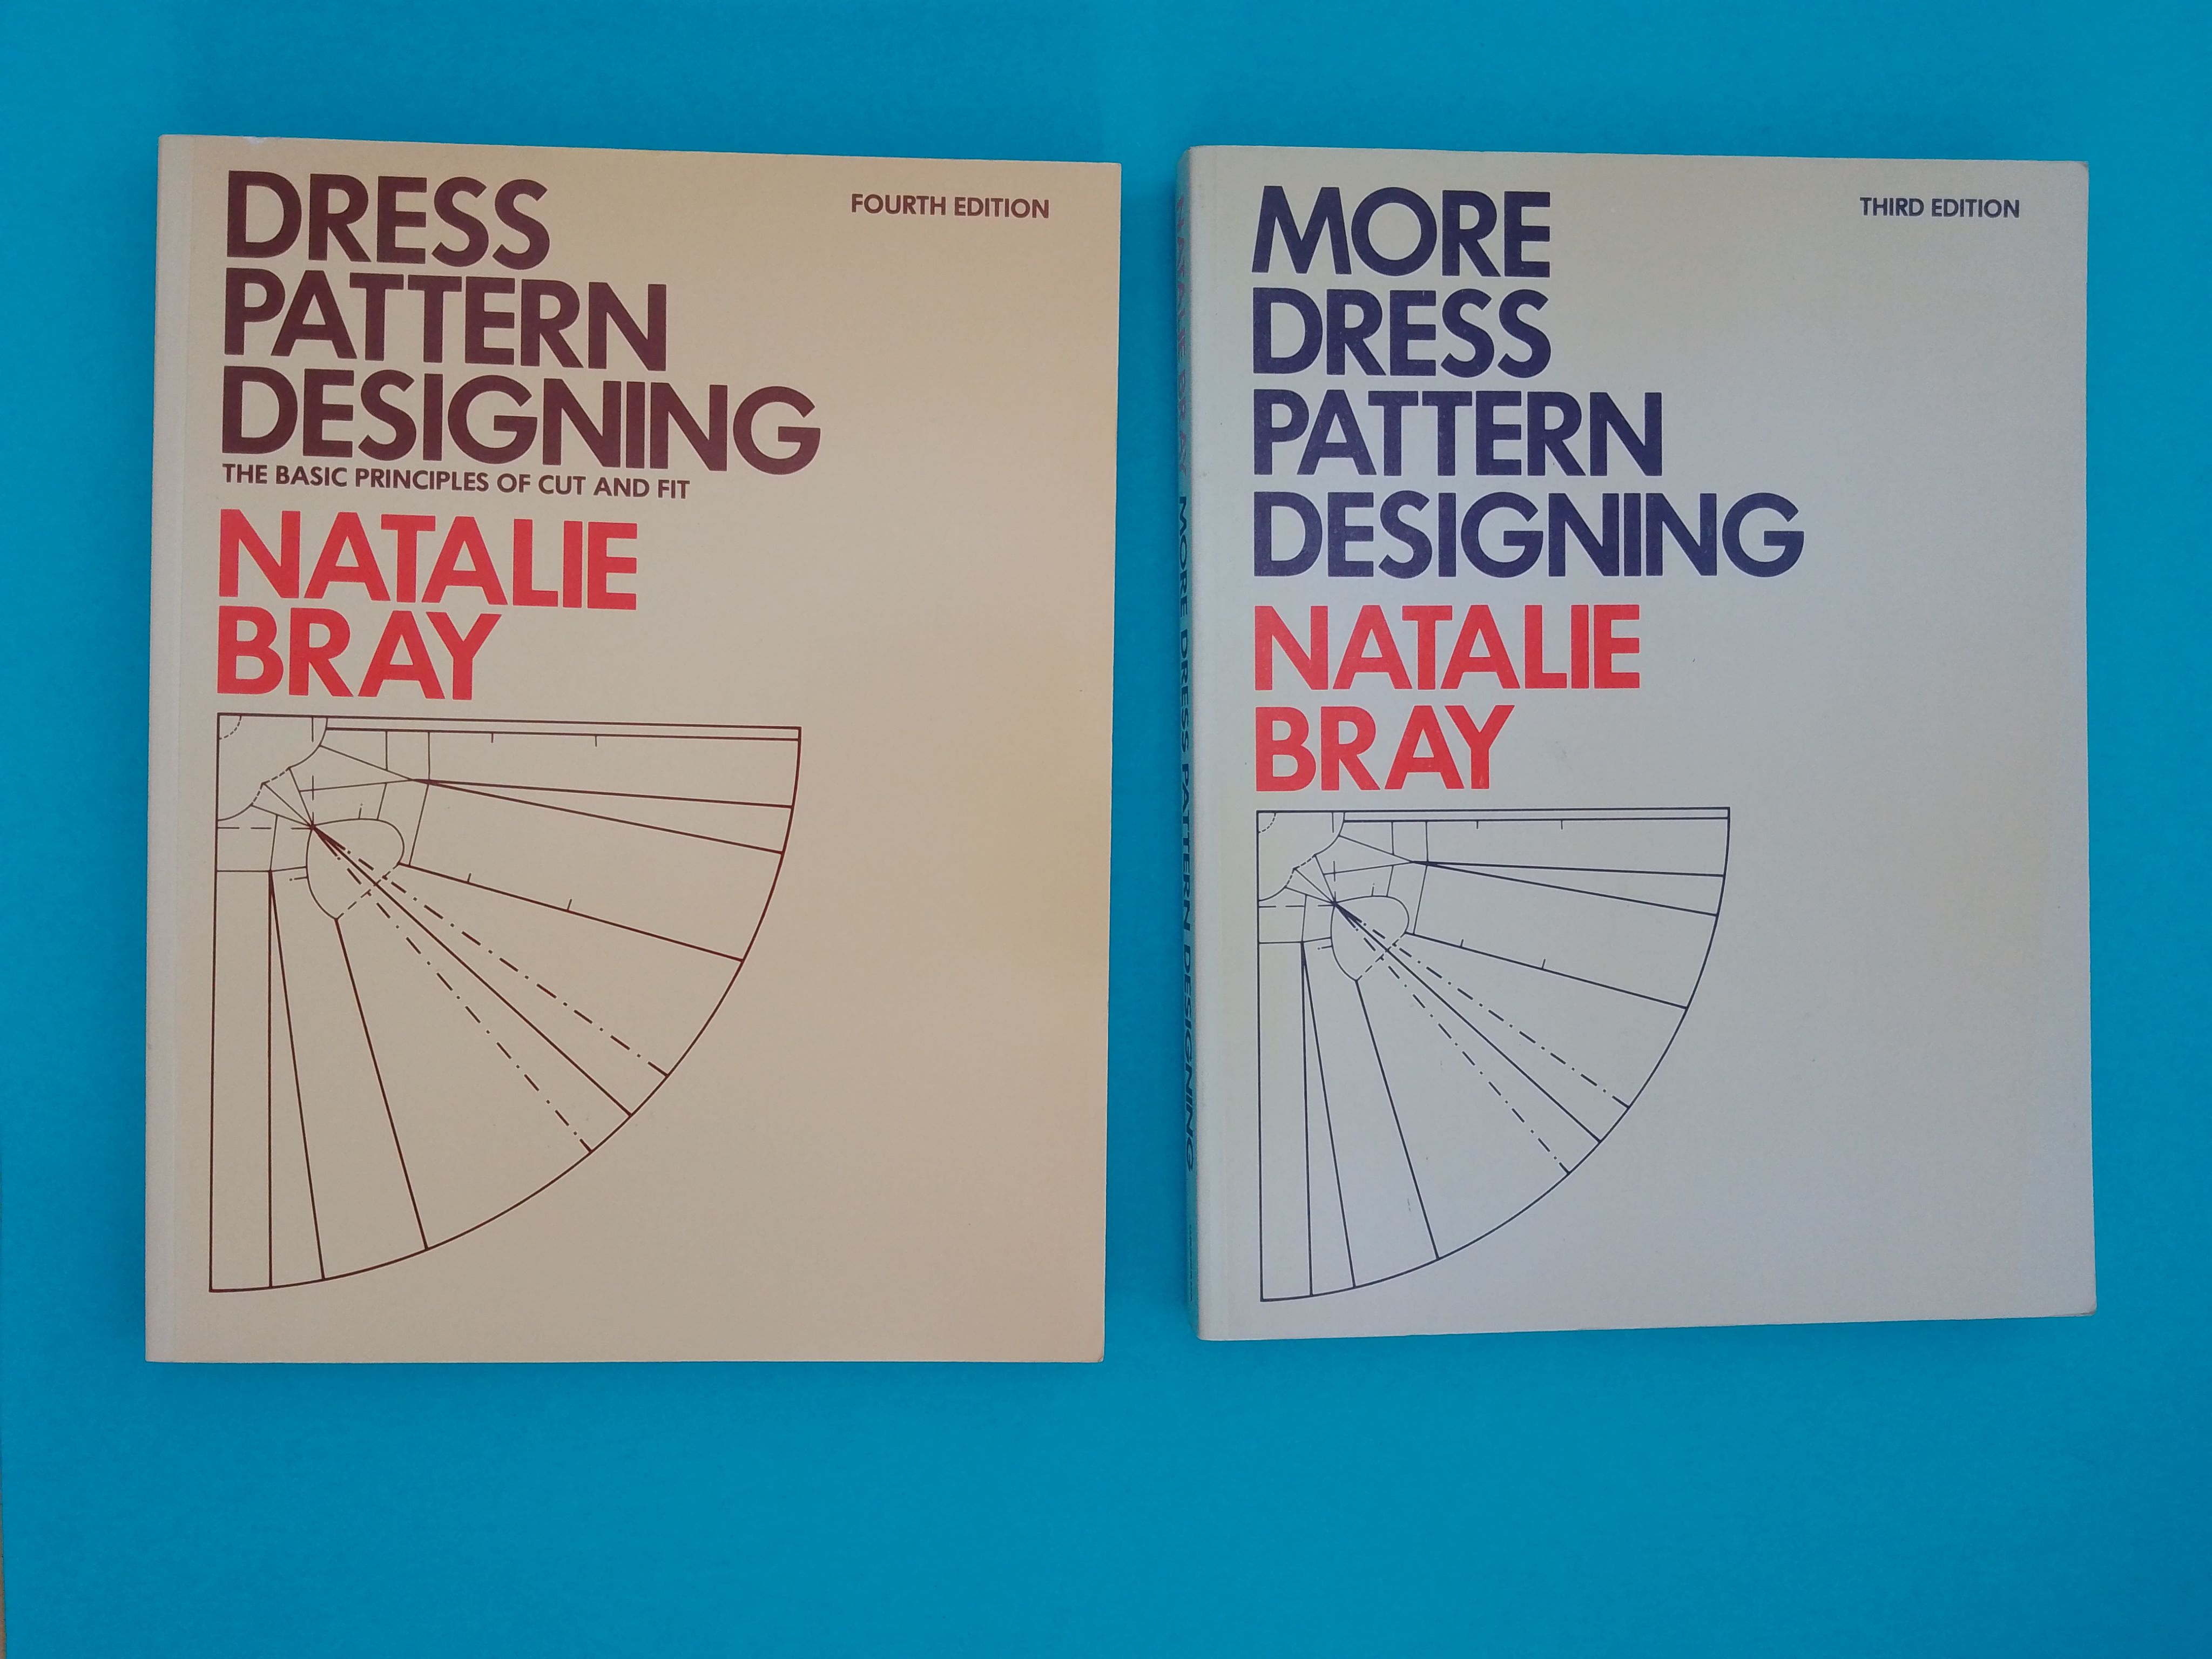 DRESS
PATTERN
DESIGNING
THE BASIC PRINCIPLES OF CUT AND FIT
FOURTH EDITION
NATALIE
BRAY
MORE
DRESS
PATTERN
DESIGNING
THIRD EDITION
NATALIE
BRAY
NATALIE BRAY MORE DRESS PATTERN DESIGNING